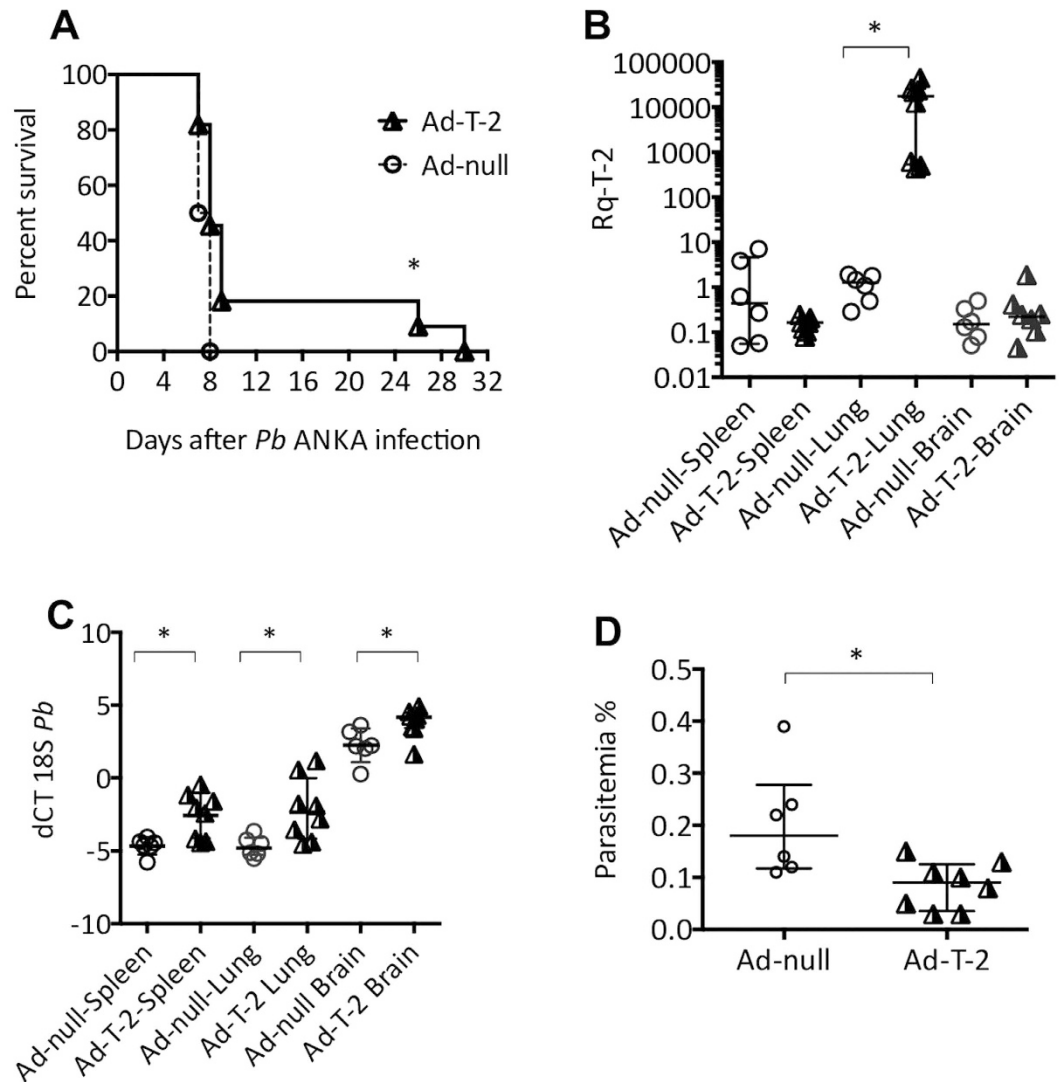 A
100
80
60
40
20
0
Percent survival
Ad-T-2
Ad-null
*
0 4 8 12 16 20 24 28 32
Days after Pb ANKA infection
B
*
100000
10000
1000
100
10
1
0.1
0.01
Rq-T-2
Ad-null-Spleen
Ad-T-2-Spleen
Ad-null-Lung
Ad-T-2-Lung
Ad-null-Brain
Ad-T-2-Brain
C
* * *
10
5
0
-5
-10
dCT 18S Pb
Ad-null-Spleen
Ad-T-2-Spleen
Ad-null-Lung
Ad-T-2 Lung
Ad-null Brain
Ad-T-2 Brain
D
*
0.5
0.4
0.3
0.2
0.1
0.0
Parasitemia %
Ad-null Ad-T-2